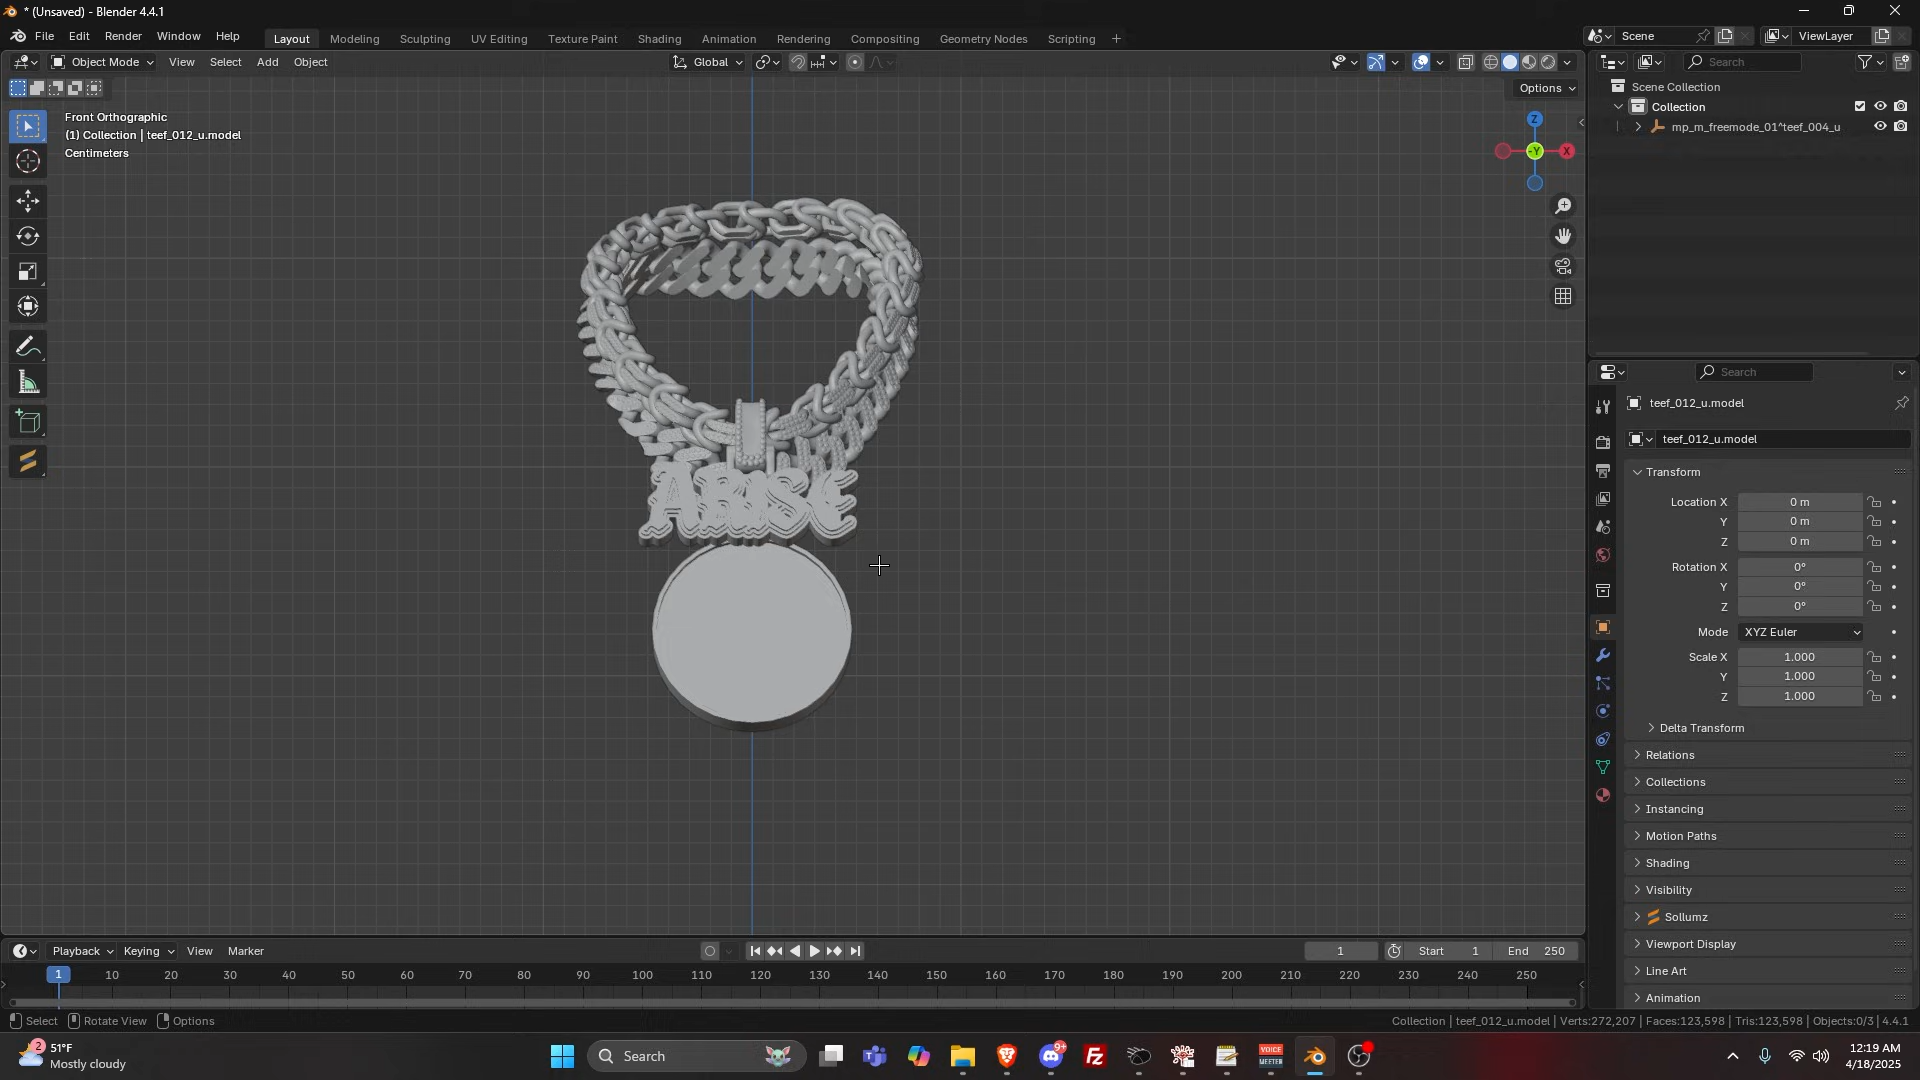 * (Unsaved) - Blender 4.4.1
File Edit Render Window Help Layout Modeling Sculpting UV Editing Texture Paint Shading Animation Rendering Compositing Geometry Nodes Scripting + Scene ViewLayer
Object Mode View Select Add Object Global Search
Options
Front Orthographic
(1) Collection | teef_012_u.model
Centimeters
Z
-Y X
Scene Collection
Collection
mp_m_freemode_01^teef_004_u
ARISE
Search
teef_012_u.model
teef_012_u.model
Transform
Location X 0 m
Y 0 m
Z 0 m
Rotation X 0°
Y 0°
Z 0°
Mode XYZ Euler
Scale X 1.000
Y 1.000
Z 1.000
Delta Transform
Relations
Collections
Instancing
Motion Paths
Shading
Visibility
Sollumz
Viewport Display
Line Art
Animation
Playback Keying View Marker 1 Start 1 End 250
1 10 20 30 40 50 60 70 80 90 100 110 120 130 140 150 160 170 180 190 200 210 220 230 240 250
Select Rotate View Options Collection | teef_012_u.model | Verts:272,207 | Faces:123,598 | Tris:123,598 | Objects:0/3 | 4.4.1
2 51°F
Mostly cloudy
Search
9+
Fz
VOICE
MEETER
12:19 AM
4/18/2025